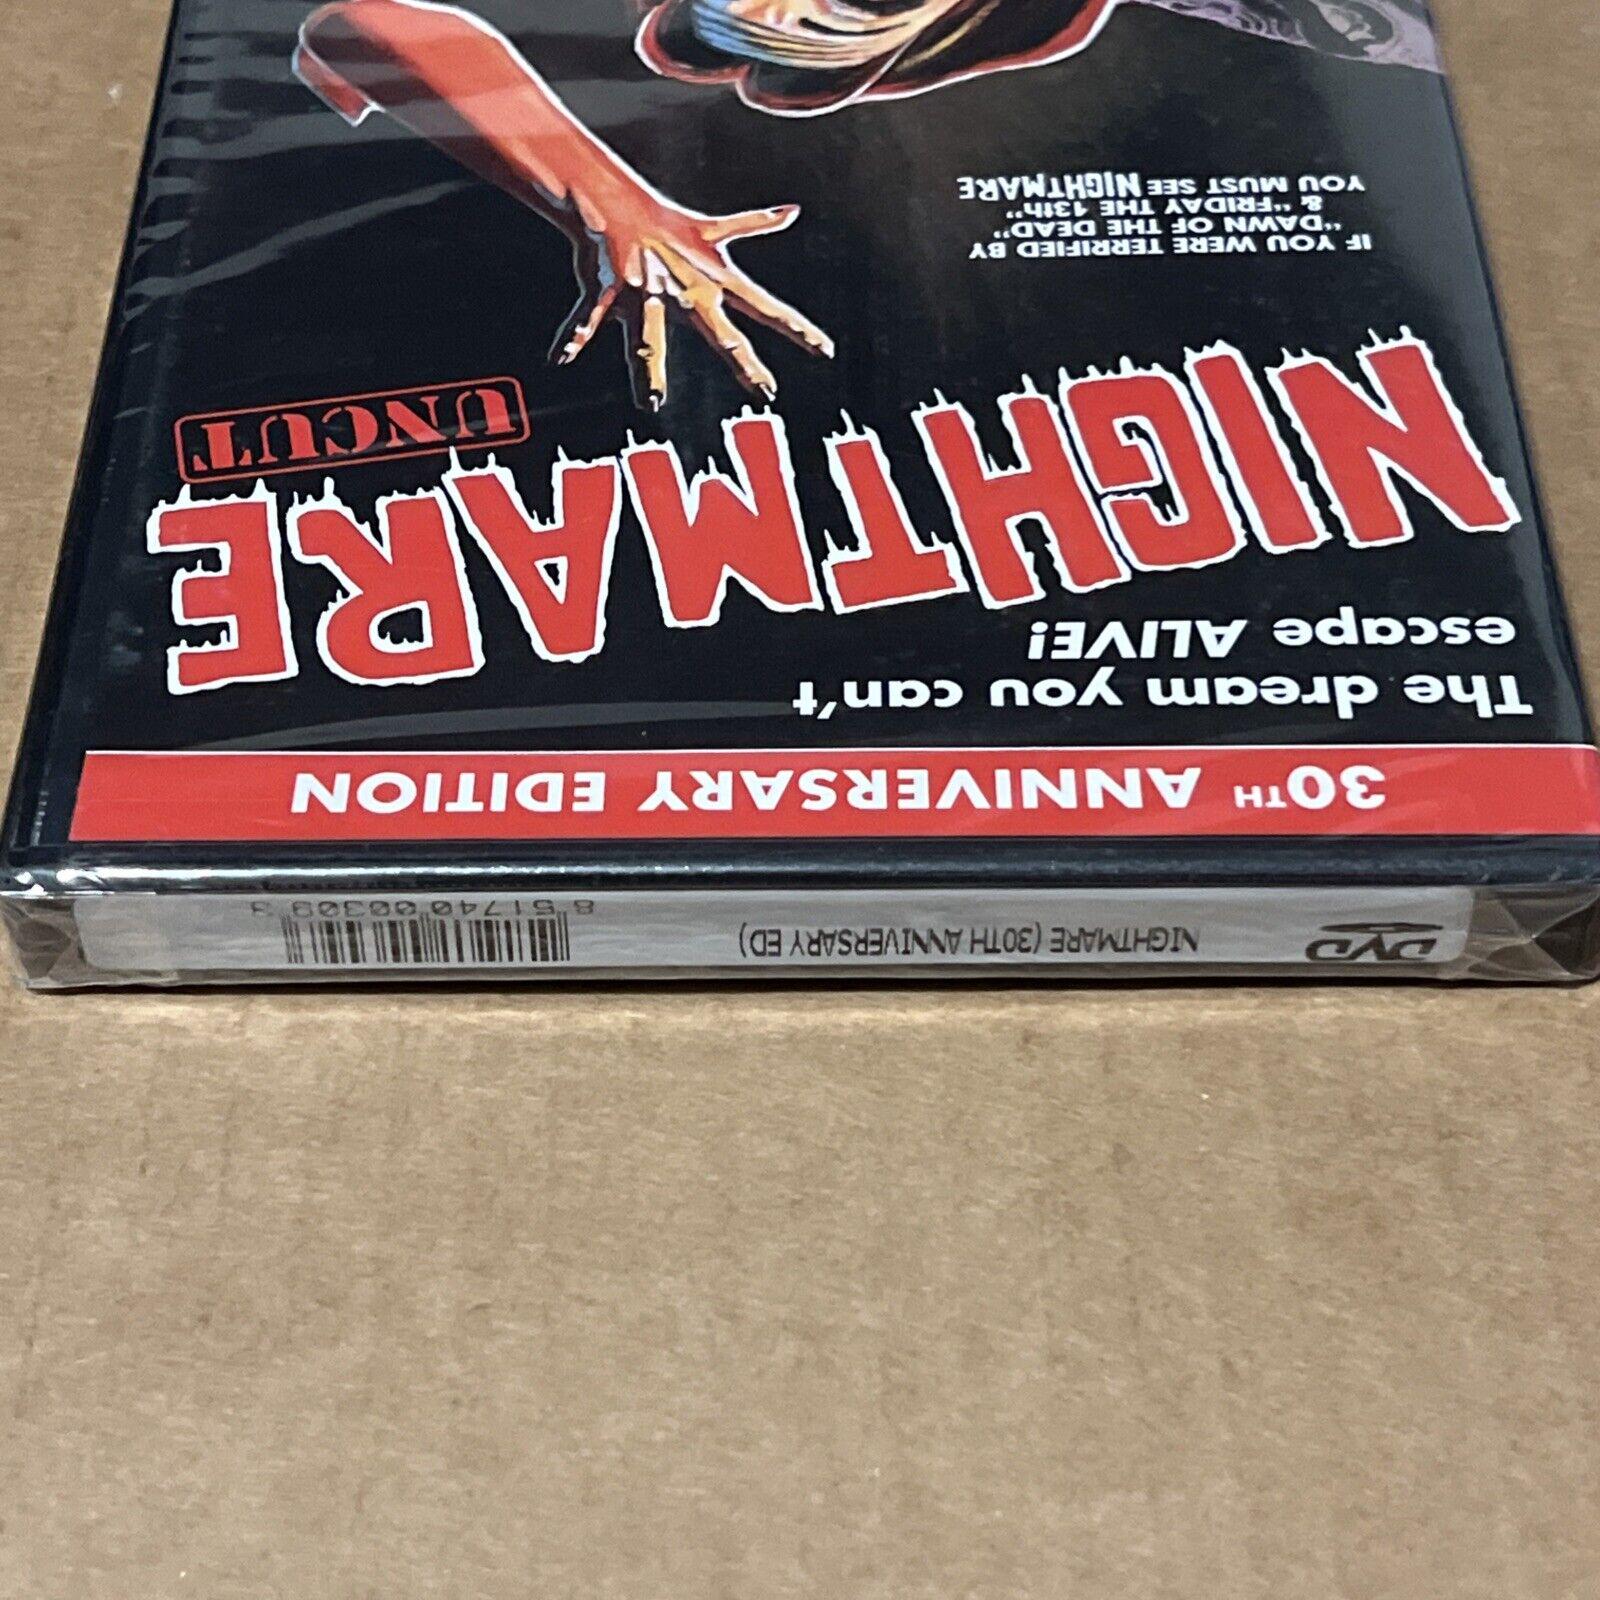 DVD
NIGHTMARE (30TH ANNIVERSARY ED)
8 51740 00309 3
30TH ANNIVERSARY EDITION
The dream you can't
escape ALIVE!
NIGHTMARE
UNCUT
IF YOU WERE TERRIFIED BY
"DAWN OF THE DEAD"
& "FRIDAY THE 13th"
YOU MUST SEE NIGHTMARE